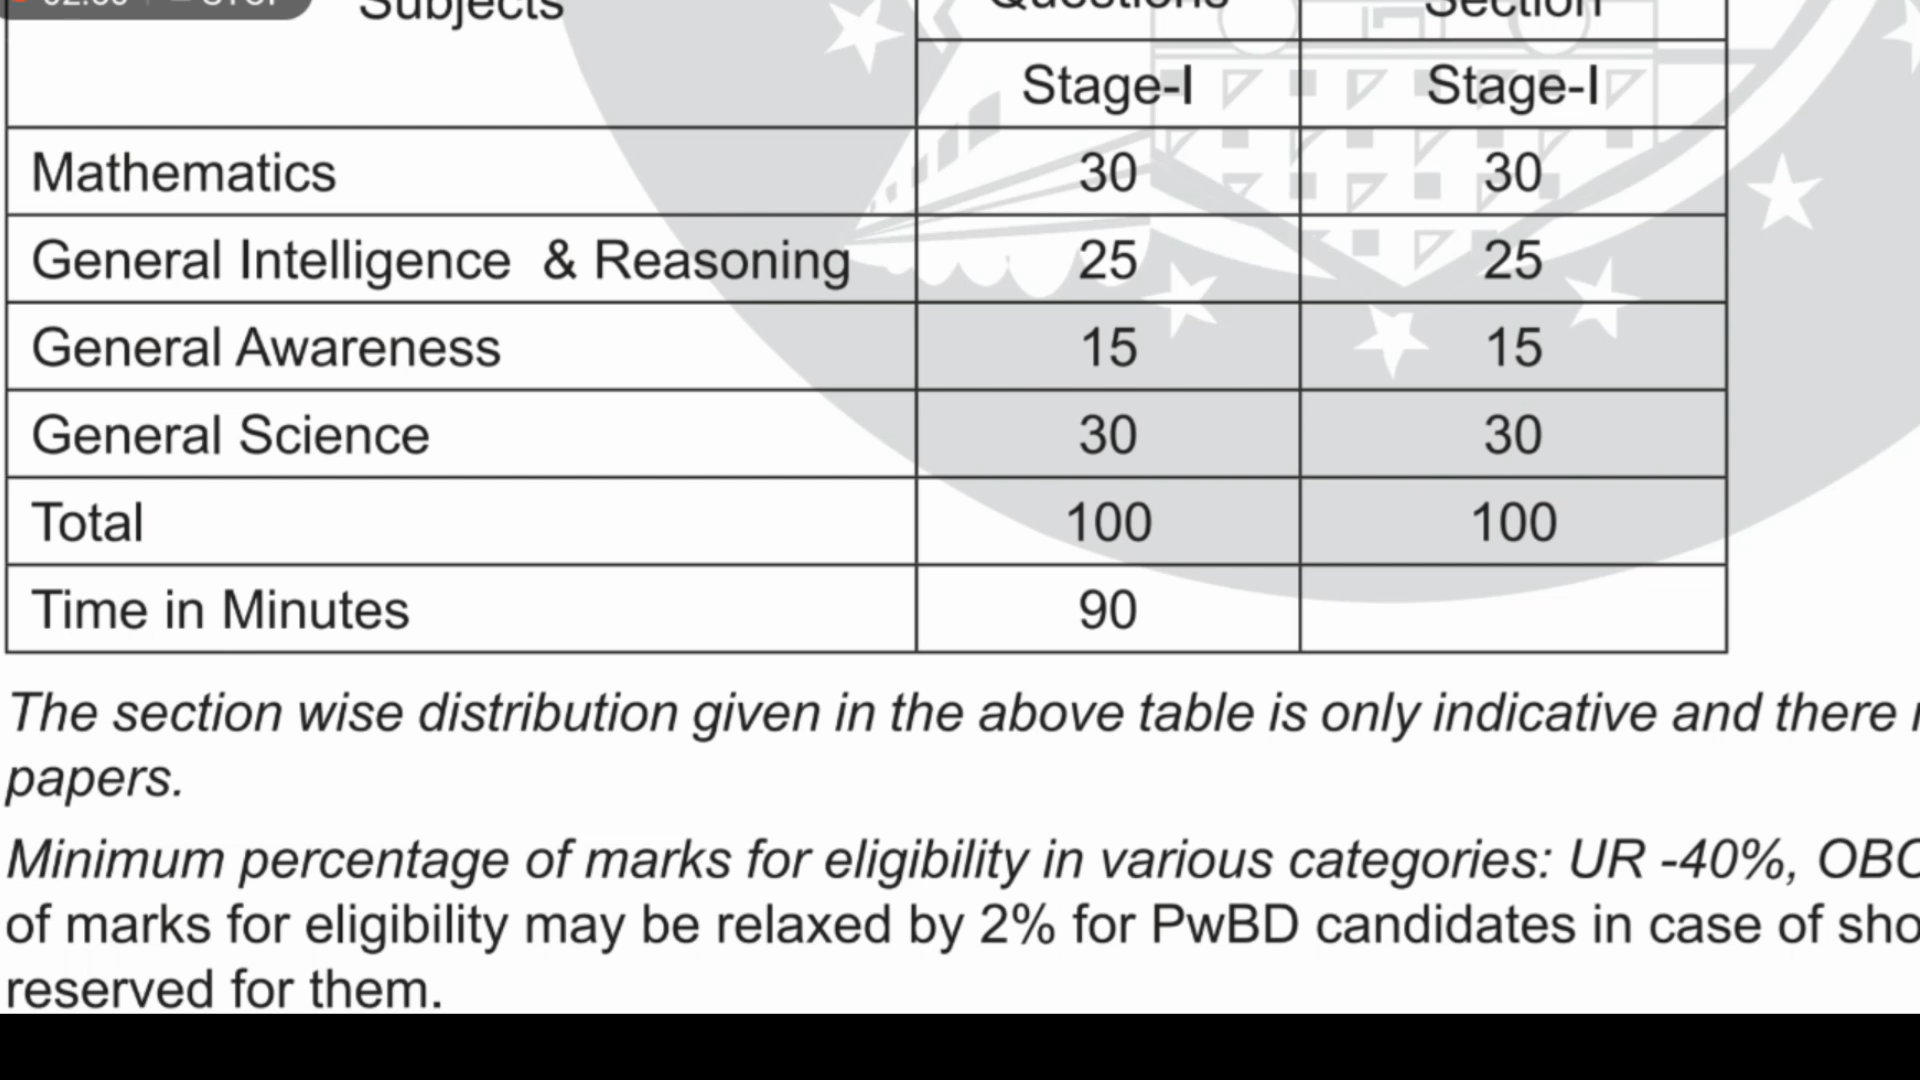 Subjects Questions Section
Stage-I Stage-I
Mathematics 30 30
General Intelligence & Reasoning 25 25
General Awareness 15 15
General Science 30 30
Total 100 100
Time in Minutes 90
The section wise distribution given in the above table is only indicative and there
papers.
Minimum percentage of marks for eligibility in various categories: UR -40%, OBC
of marks for eligibility may be relaxed by 2% for PwBD candidates in case of sho
reserved for them.